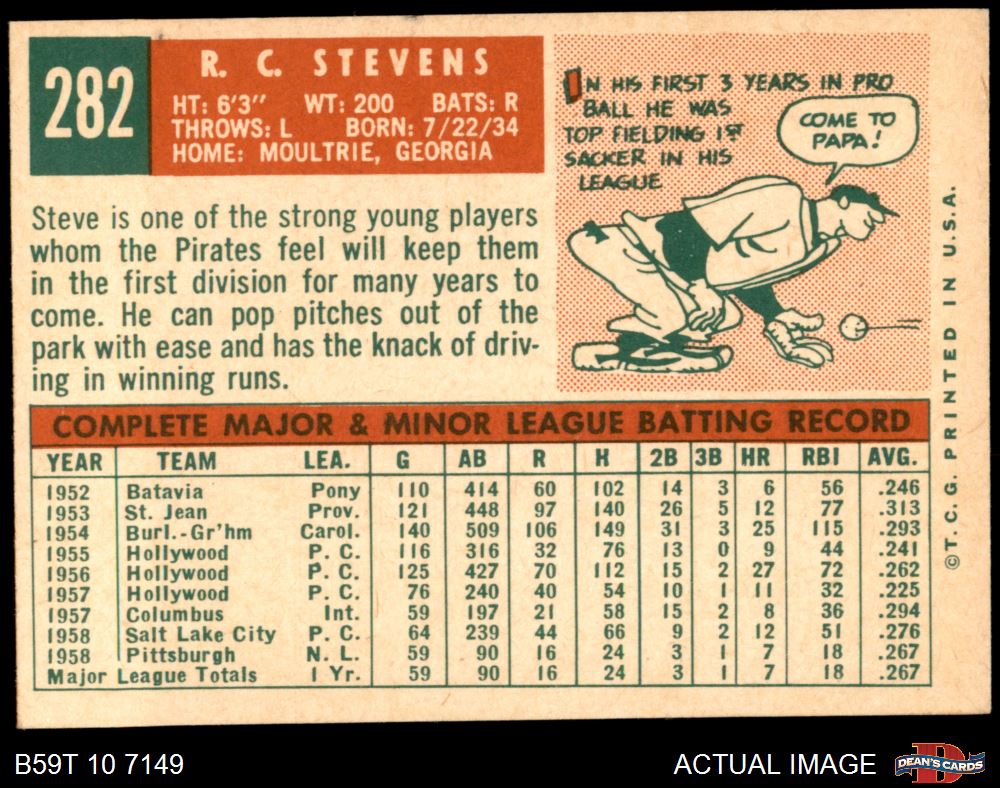 282
R. C. STEVENS
HT: 6'3" WT: 200 BATS: R
THROWS: L BORN: 7/22/34
HOME: MOULTRIE, GEORGIA
Steve is one of the strong young players
whom the Pirates feel will keep them
in the first division for many years to
come. He can pop pitches out of the
park with ease and has the knack of driv-
ing in winning runs.
IN HIS FIRST 3 YEARS IN PRO
BALL HE WAS
TOP FIELDING 1ST
SACKER IN HIS
LEAGUE
COME TO
PAPA!
COMPLETE MAJOR & MINOR LEAGUE BATTING RECORD
YEAR TEAM LEA. G AB R H 2B 3B HR RBI AVG.
1952 Batavia Pony 110 414 60 102 14 3 6 56 .246
1953 St. Jean Prov. 121 448 97 140 26 5 12 77 .313
1954 Burl.-Gr'hm Carol. 140 509 106 149 31 3 25 115 .293
1955 Hollywood P. C. 116 316 32 76 13 0 9 44 .241
1956 Hollywood P. C. 125 427 70 112 15 2 27 72 .262
1957 Hollywood P. C. 76 240 40 54 10 1 11 32 .225
1957 Columbus Int. 59 197 21 58 15 2 8 36 .294
1958 Salt Lake City P. C. 64 239 44 66 9 2 12 51 .276
1958 Pittsburgh N. L. 59 90 16 24 3 1 7 18 .267
Major League Totals 1 Yr. 59 90 16 24 3 1 7 18 .267
©T.C.G. PRINTED IN U.S.A.
B59T 10 7149
ACTUAL IMAGE
DEAN'S CARDS